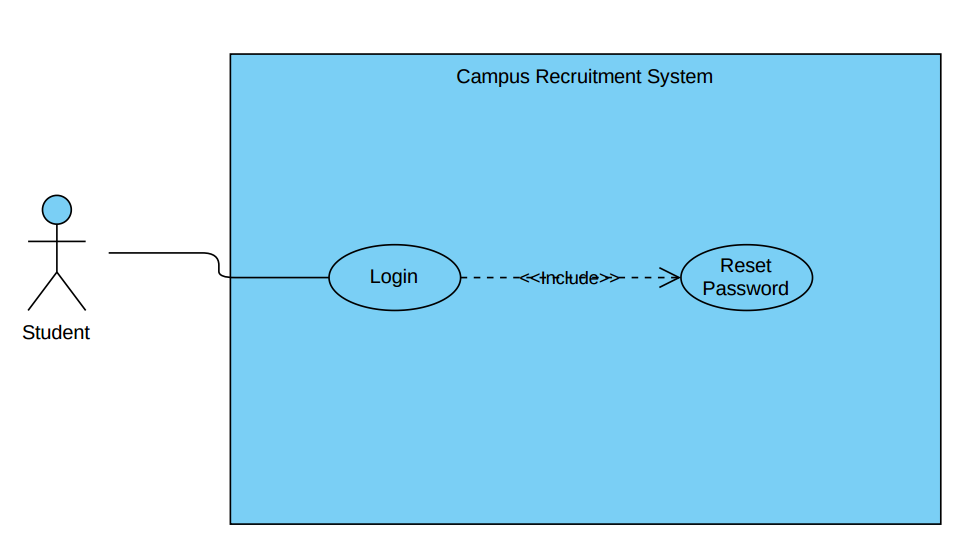 Campus Recruitment System
Login
<<Include>>
Reset
Password
Student